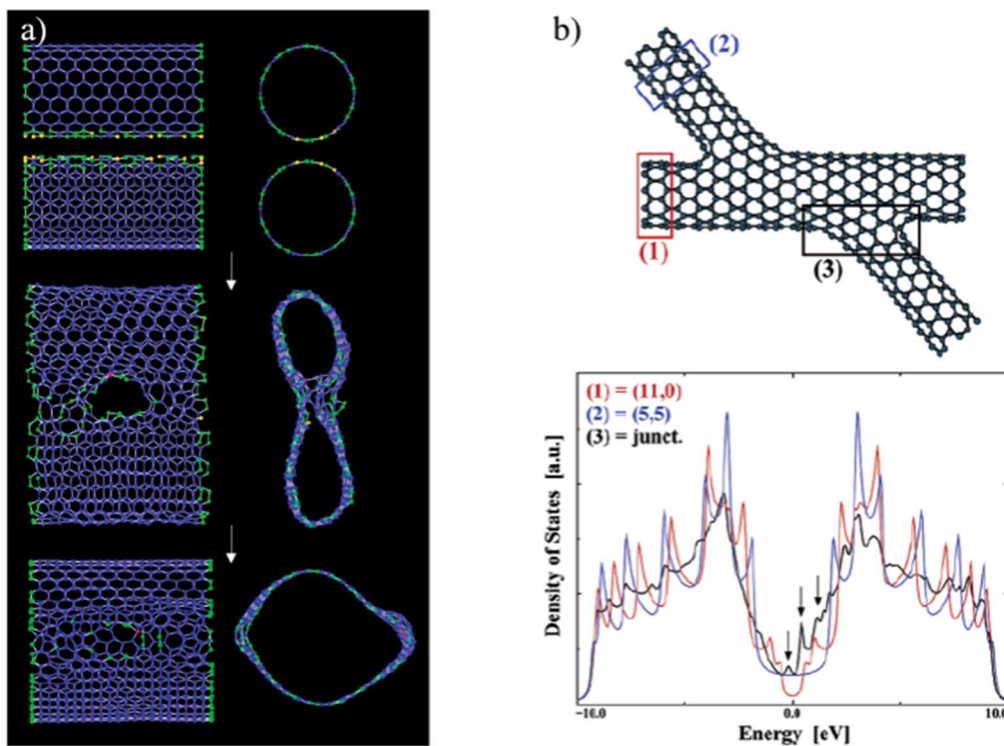 a)
b)
(2)
(1)
(3)
(1) = (11,0)
(2) = (5,5)
(3) = junct.
Density of States [a.u.]
−10.0 0.0 10.0
Energy [eV]